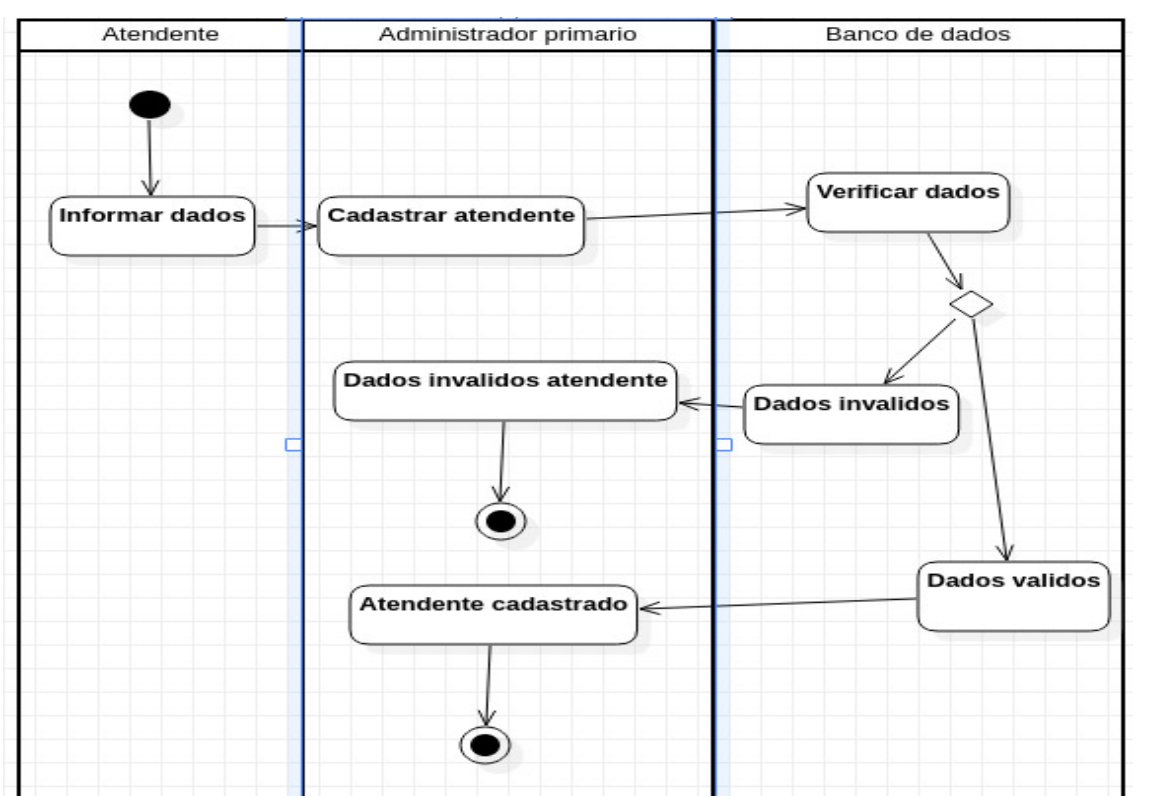 Atendente
Administrador primario
Banco de dados
Informar dados
Cadastrar atendente
Verificar dados
Dados invalidos atendente
Dados invalidos
Atendente cadastrado
Dados validos